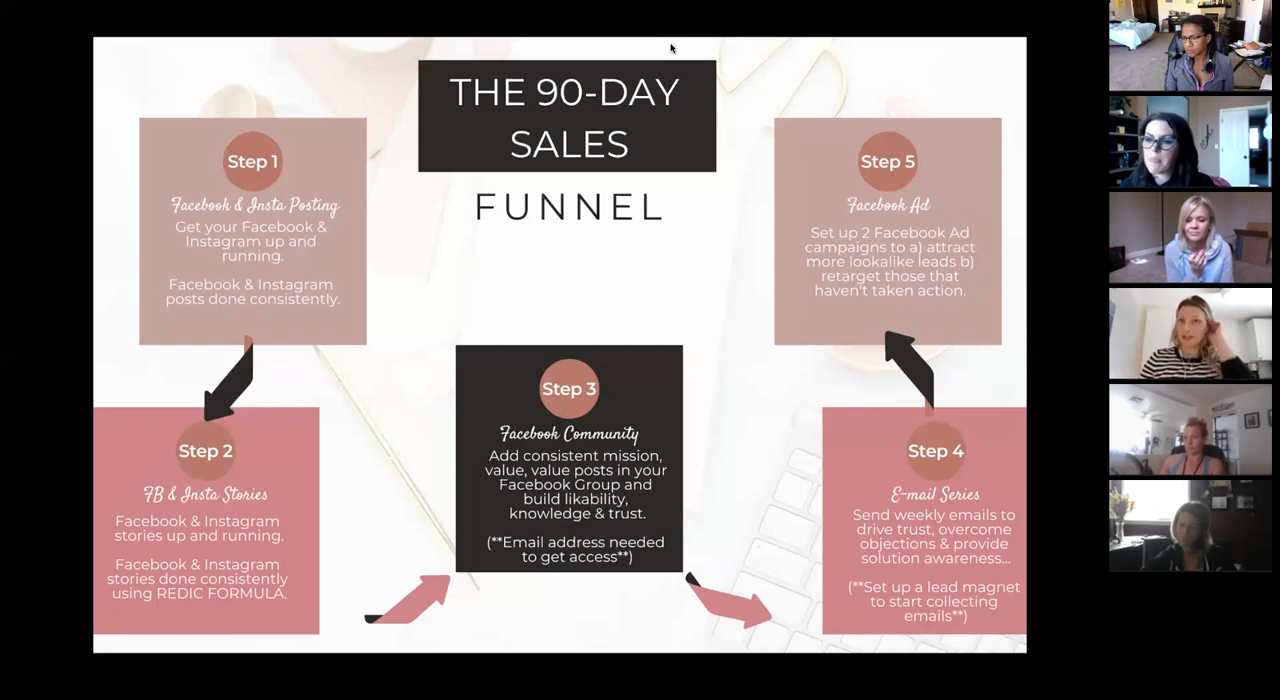 THE 90-DAY
SALES
FUNNEL
Step 1
Facebook & Insta Posting
Get your Facebook &
Instagram up and
running.
Facebook & Instagram
posts done consistently.
Step 2
FB & Insta Stories
Facebook & Instagram
stories up and running.
Facebook & Instagram
stories done consistently
using REDIC FORMULA.
Step 3
Facebook Community
Add consistent mission,
value, value posts in your
Facebook Group and
build likability,
knowledge & trust.
(**Email address needed
to get access**)
Step 4
E-mail Series
Send weekly emails to
drive trust, overcome
objections & provide
solution awareness...
(**Set up a lead magnet
to start collecting
emails**)
Step 5
Facebook Ad
Set up 2 Facebook Ad
campaigns to a) attract
more lookalike leads b)
retarget those that
haven't taken action.